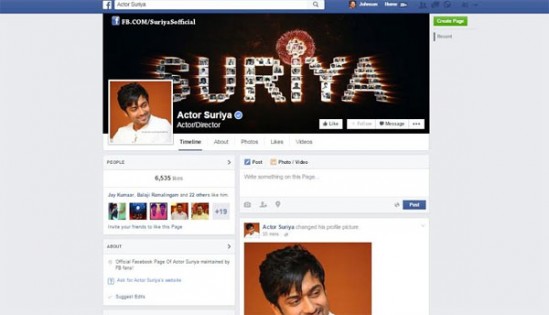 Actor Suriya
Johnson Home
FB.COM/SuriyaSofficial
SURIYA
Create Page
Recent
Actor Suriya
Actor/Director
Like Follow Message
Timeline About Photos Likes Videos
PEOPLE
6,535 likes
Jay Kumaar, Balaji Ramalingam and 22 others like this
+19
Invite your friends to like this Page
ABOUT
Official Facebook Page Of Actor Suriya maintained by
FB fans!
Ask for Actor Suriya's website
Suggest Edits
Post Photo / Video
Write something on this Page...
Post
Actor Suriya changed his profile picture